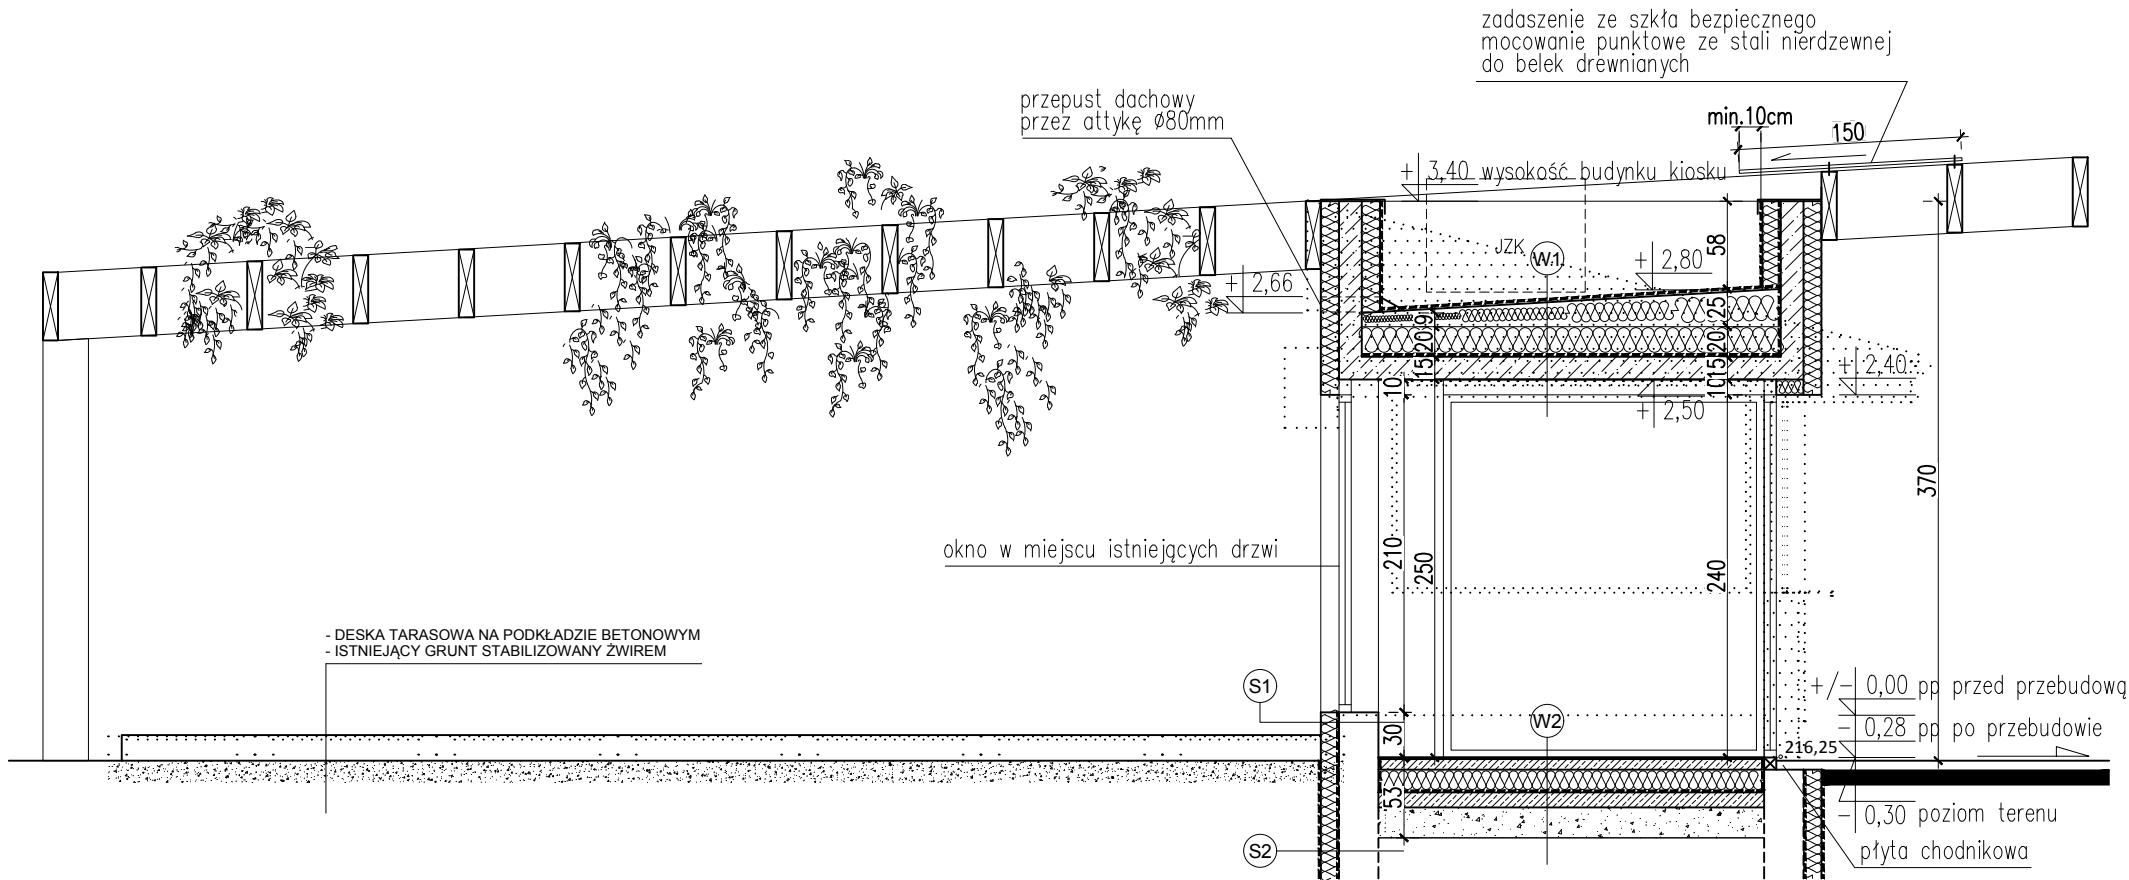 zadaszenie ze szkła bezpiecznego
mocowanie punktowe ze stali nierdzewnej
do belek drewnianych
przepust dachowy
przez attykę Ø80mm
min.10cm
150
+ 3,40 wysokość budynku kiosku
JZK
W.1.
58
+ 2,80
+ 2,66
9
25
20
20
15
15
10
10
+ 2,40
+ 2,50
370
okno w miejscu istniejących drzwi
210
250
240
- DESKA TARASOWA NA PODKŁADZIE BETONOWYM
- ISTNIEJĄCY GRUNT STABILIZOWANY ŻWIREM
S1
W2
30
+/- 0,00 pp przed przebudową
- 0,28 pp po przebudowie
216,25
53
- 0,30 poziom terenu
płyta chodnikowa
S2